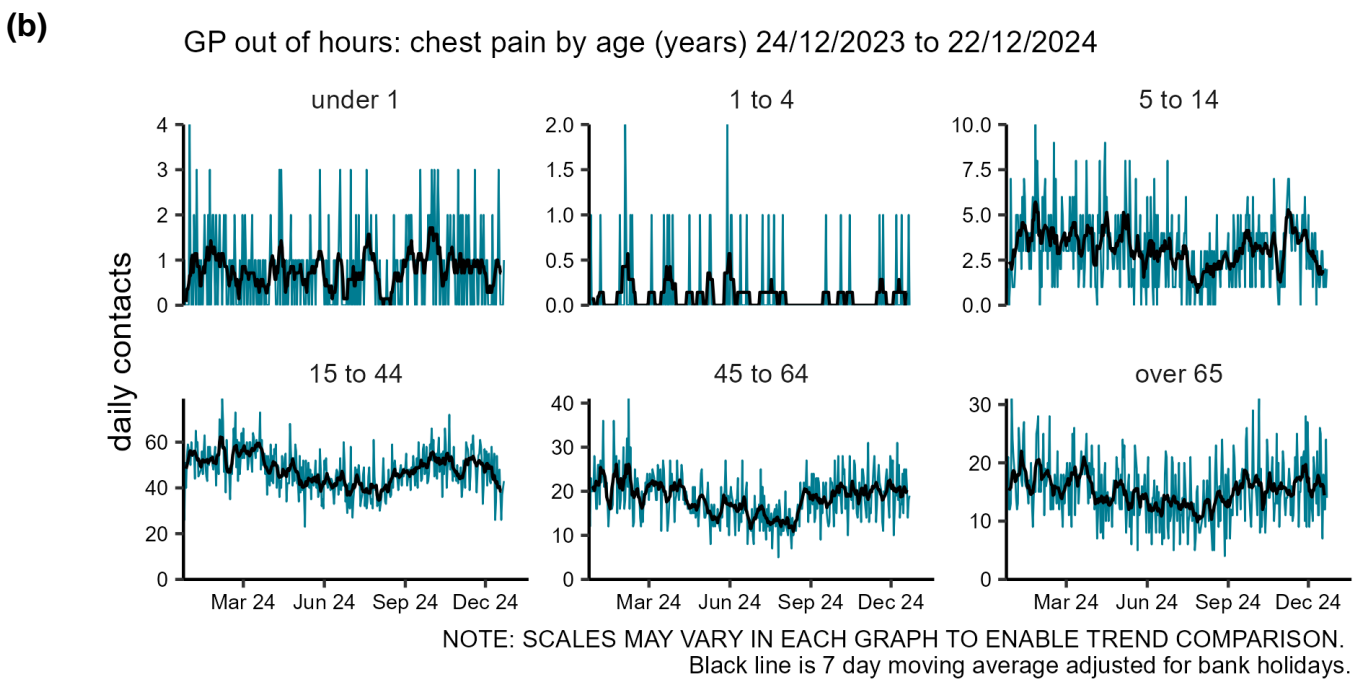 (b)
GP out of hours: chest pain by age (years) 24/12/2023 to 22/12/2024
daily contacts
under 1
4
3
2
1
0
1 to 4
2.0
1.5
1.0
0.5
0.0
5 to 14
10.0
7.5
5.0
2.5
0.0
15 to 44
60
40
20
0
Mar 24 Jun 24 Sep 24 Dec 24
45 to 64
40
30
20
10
0
Mar 24 Jun 24 Sep 24 Dec 24
over 65
30
20
10
0
Mar 24 Jun 24 Sep 24 Dec 24
NOTE: SCALES MAY VARY IN EACH GRAPH TO ENABLE TREND COMPARISON.
Black line is 7 day moving average adjusted for bank holidays.